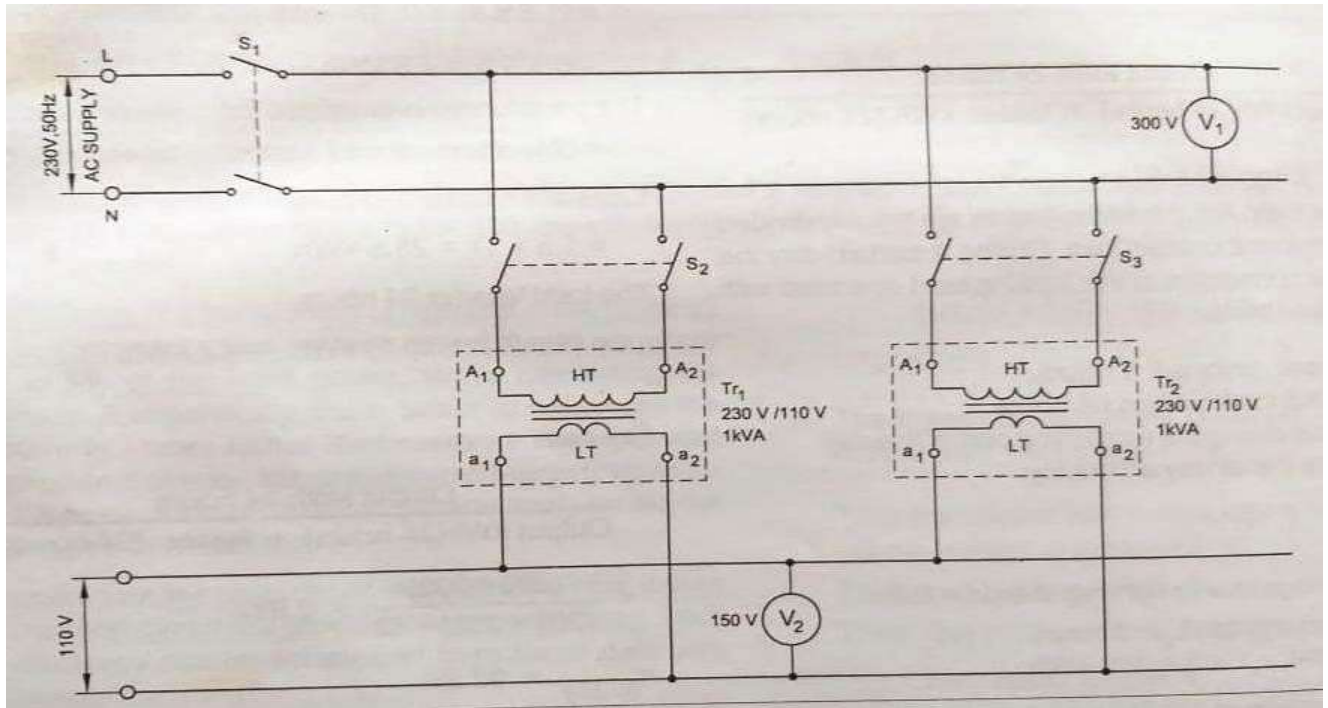 L
S1
230V,50Hz
AC SUPPLY
N
300 V
V1
S2
S3
A1
HT
A2
Tr1
230 V /110 V
1kVA
a1
LT
a2
A1
HT
A2
Tr2
230 V /110 V
1kVA
a1
LT
a2
110 V
150 V
V2